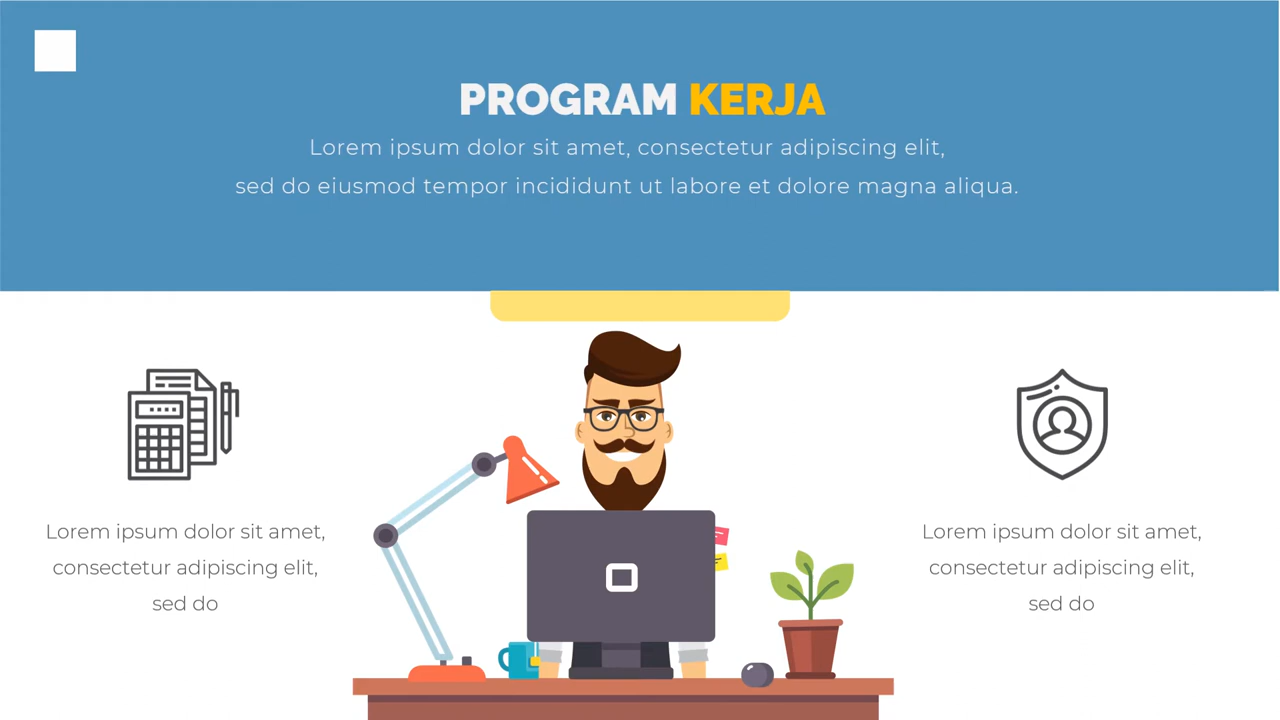 PROGRAM KERJA
Lorem ipsum dolor sit amet, consectetur adipiscing elit,
sed do eiusmod tempor incididunt ut labore et dolore magna aliqua.
Lorem ipsum dolor sit amet,
consectetur adipiscing elit,
sed do
Lorem ipsum dolor sit amet,
consectetur adipiscing elit,
sed do